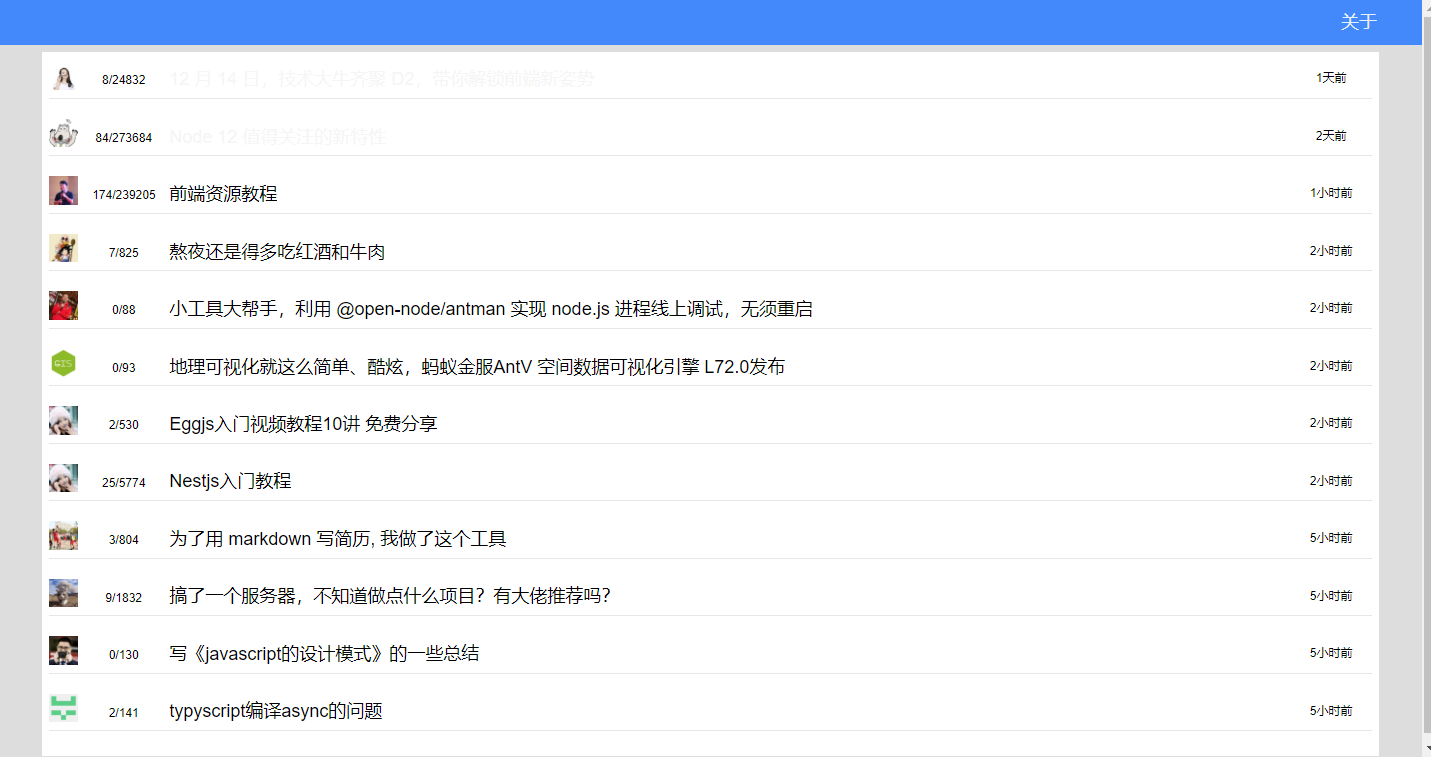 关于
8/24832 12 月 14 日，技术大牛齐聚 D2，带你解锁前端新姿势 1天前
84/273684 Node 12 值得关注的新特性 2天前
174/239205 前端资源教程 1小时前
7/825 熬夜还是得多吃红酒和牛肉 2小时前
0/88 小工具大帮手，利用 @open-node/antman 实现 node.js 进程线上调试，无须重启 2小时前
GIS 0/93 地理可视化就这么简单、酷炫，蚂蚁金服AntV 空间数据可视化引擎 L72.0发布 2小时前
2/530 Eggjs入门视频教程10讲 免费分享 2小时前
25/5774 Nestjs入门教程 2小时前
3/804 为了用 markdown 写简历, 我做了这个工具 5小时前
9/1832 搞了一个服务器，不知道做点什么项目？有大佬推荐吗？ 5小时前
0/130 写《javascript的设计模式》的一些总结 5小时前
2/141 typyscript编译async的问题 5小时前